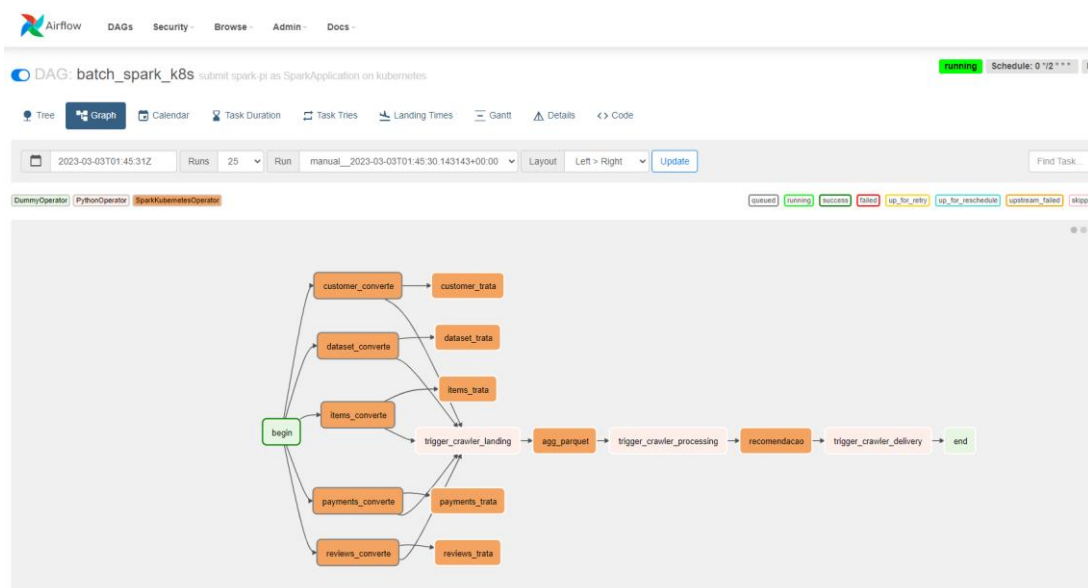 Airflow DAGs Security Browse Admin Docs
DAG: batch_spark_k8s submit spark-pi as SparkApplication on kubernetes
running Schedule: 0 */2 * * *
Tree Graph Calendar Task Duration Task Tries Landing Times Gantt Details <> Code
2023-03-03T01:45:31Z Runs 25 Run manual__2023-03-03T01:45:30.143143+00:00 Layout Left > Right Update Find Task...
DummyOperator PythonOperator SparkKubernetesOperator queued running success failed up_for_retry up_for_reschedule upstream_failed skipp
customer_converte customer_trata
dataset_converte dataset_trata
items_converte items_trata
begin trigger_crawler_landing agg_parquet trigger_crawler_processing recomendacao trigger_crawler_delivery end
payments_converte payments_trata
reviews_converte reviews_trata